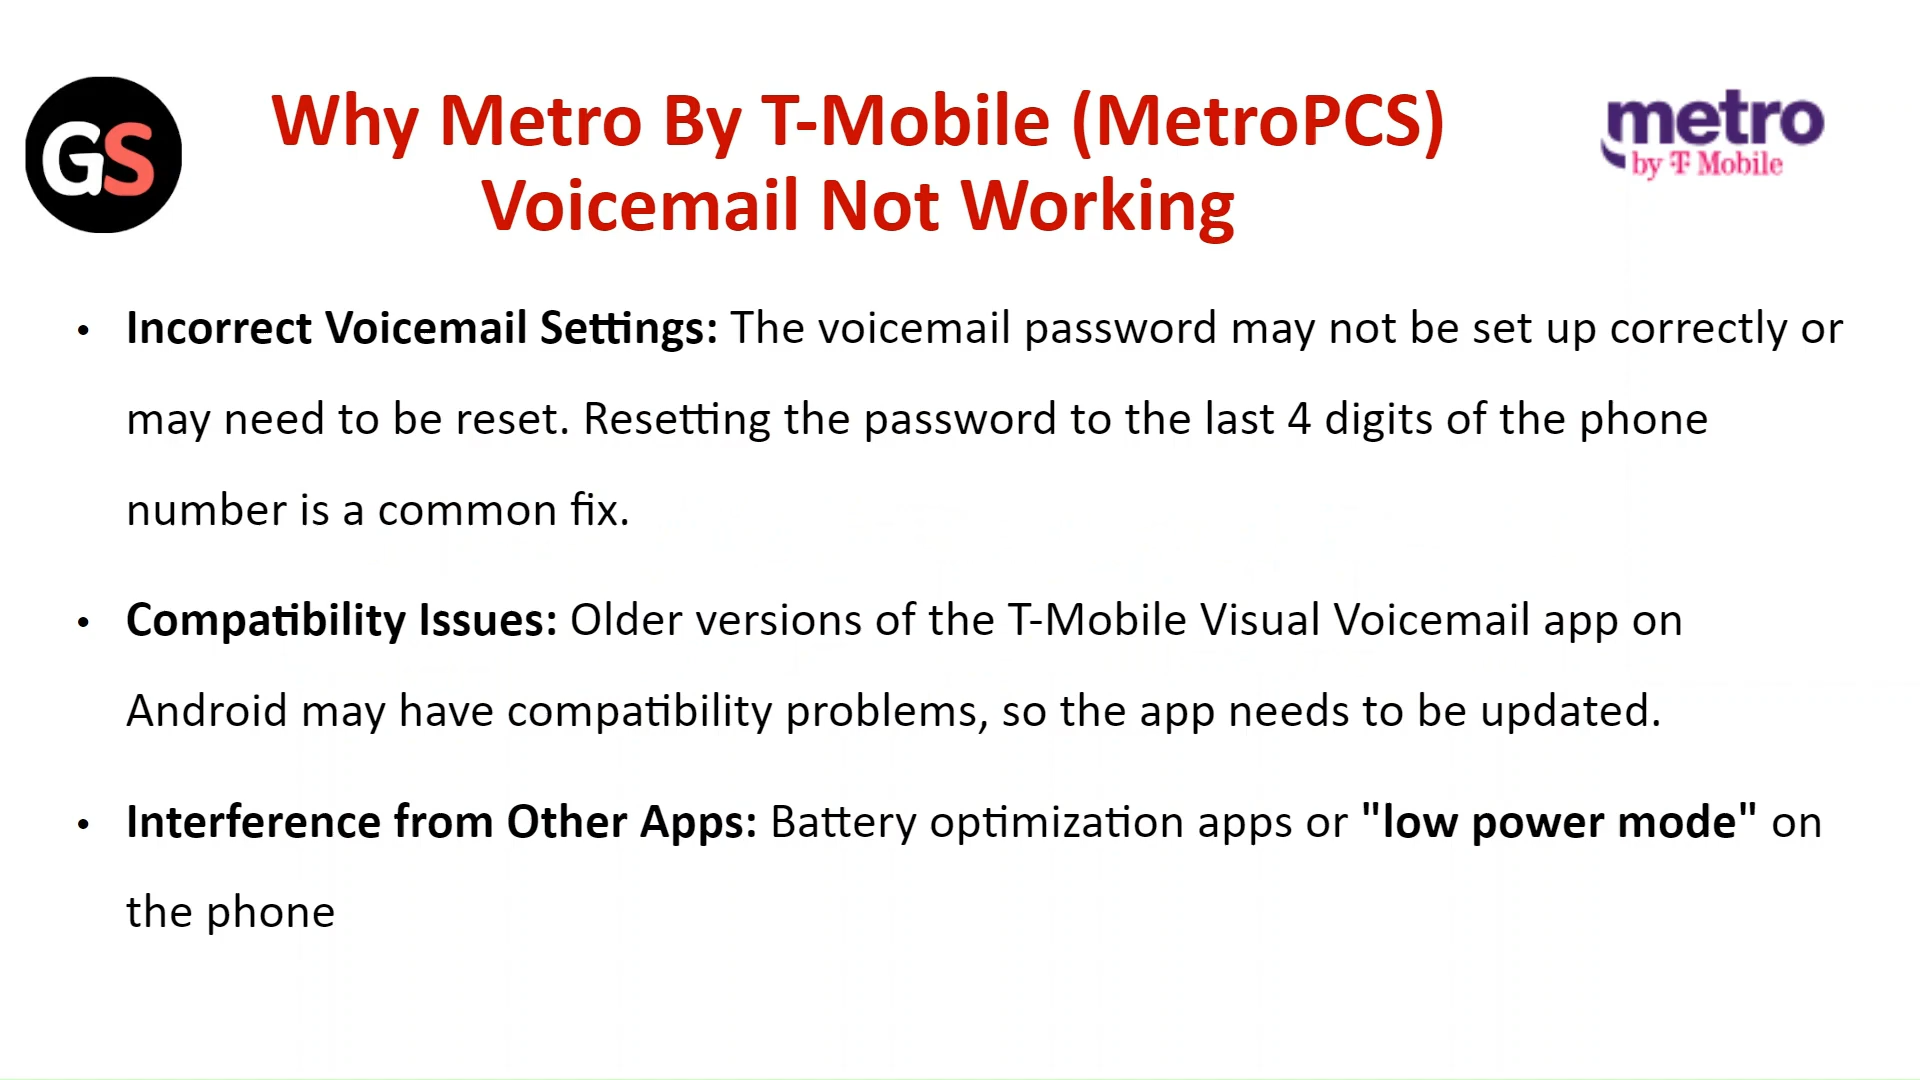 GS
Why Metro By T-Mobile (MetroPCS)
Voicemail Not Working
metro
by T Mobile
• Incorrect Voicemail Settings: The voicemail password may not be set up correctly or
may need to be reset. Resetting the password to the last 4 digits of the phone
number is a common fix.
• Compatibility Issues: Older versions of the T-Mobile Visual Voicemail app on
Android may have compatibility problems, so the app needs to be updated.
• Interference from Other Apps: Battery optimization apps or "low power mode" on
the phone